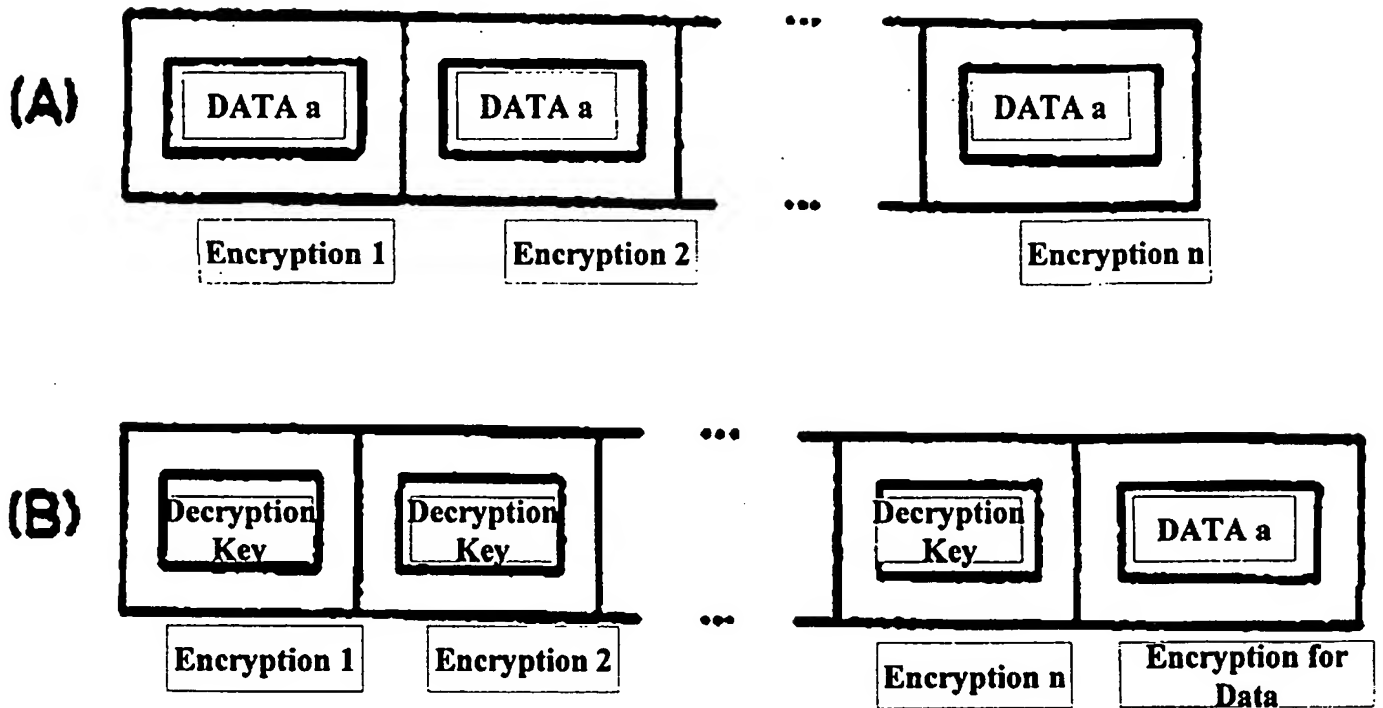 (A)
DATA a DATA a ... DATA a
...
Encryption 1 Encryption 2 Encryption n
...
(B)
Decryption Key Decryption Key Decryption Key DATA a
...
Encryption 1 Encryption 2 Encryption n Encryption for Data